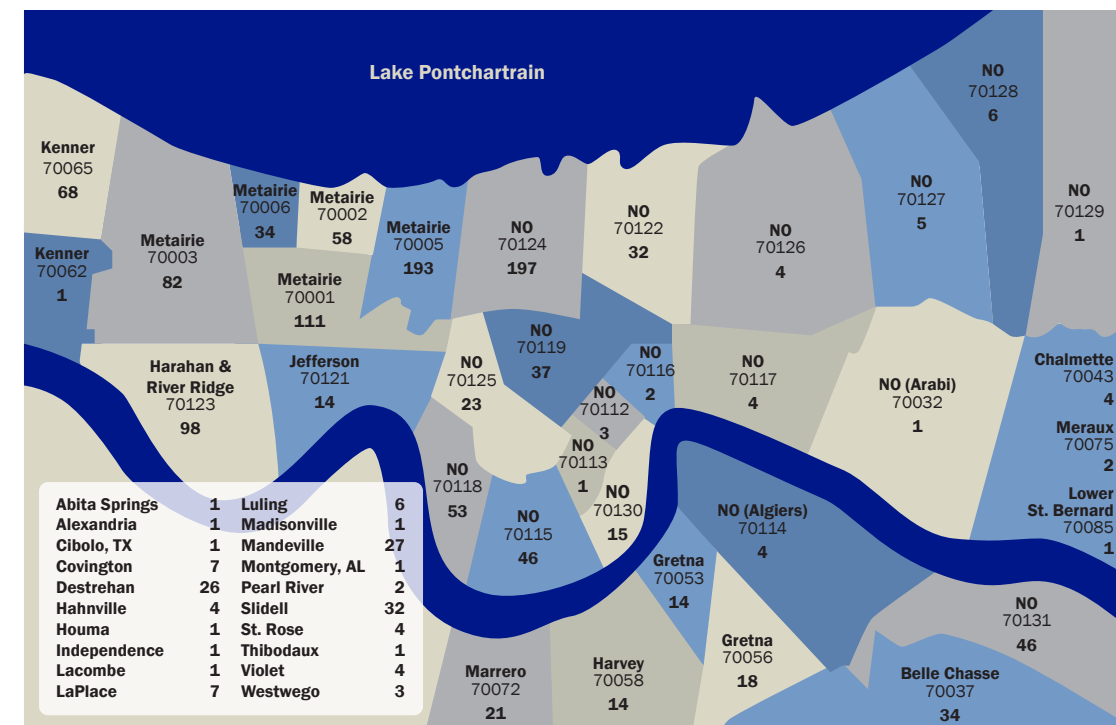 Lake Pontchartrain
Kenner
70065
68
Kenner
70062
1
Metairie
70003
82
Metairie
70006
34
Metairie
70002
58
Metairie
70005
193
Metairie
70001
111
NO
70124
197
NO
70122
32
NO
70126
4
NO
70127
5
NO
70128
6
NO
70129
1
Harahan &
River Ridge
70123
98
Jefferson
70121
14
NO
70125
23
NO
70119
37
NO
70116
2
NO
70112
3
NO
70113
1
NO
70130
15
NO
70117
4
NO (Arabi)
70032
1
Chalmette
70043
4
Meraux
70075
2
Lower
St. Bernard
70085
1
NO
70118
53
NO
70115
46
NO (Algiers)
70114
4
Gretna
70053
14
Gretna
70056
18
NO
70131
46
Belle Chasse
70037
34
Marrero
70072
21
Harvey
70058
14
Abita Springs 1 Luling 6
Alexandria 1 Madisonville 1
Cibolo, TX 1 Mandeville 27
Covington 7 Montgomery, AL 1
Destrehan 26 Pearl River 2
Hahnville 4 Slidell 32
Houma 1 St. Rose 4
Independence 1 Thibodaux 1
Lacombe 1 Violet 4
LaPlace 7 Westwego 3